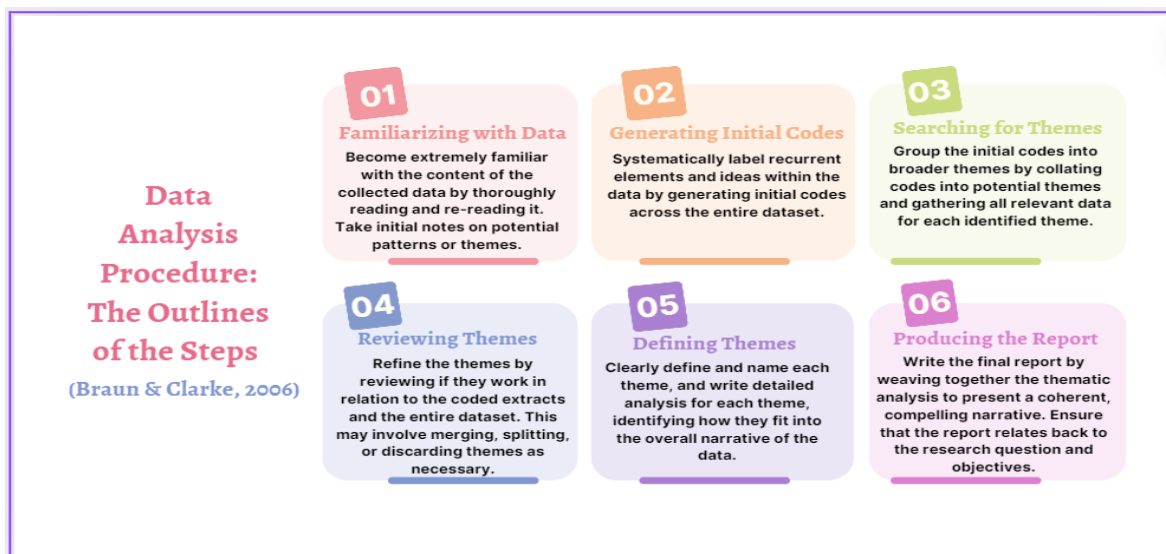 Data
Analysis
Procedure:
The Outlines
of the Steps
(Braun & Clarke, 2006)
01
Familiarizing with Data
Become extremely familiar
with the content of the
collected data by thoroughly
reading and re-reading it.
Take initial notes on potential
patterns or themes.
02
Generating Initial Codes
Systematically label recurrent
elements and ideas within the
data by generating initial codes
across the entire dataset.
03
Searching for Themes
Group the initial codes into
broader themes by collating
codes into potential themes
and gathering all relevant data
for each identified theme.
04
Reviewing Themes
Refine the themes by
reviewing if they work in
relation to the coded extracts
and the entire dataset. This
may involve merging, splitting,
or discarding themes as
necessary.
05
Defining Themes
Clearly define and name each
theme, and write detailed
analysis for each theme,
identifying how they fit into
the overall narrative of the
data.
06
Producing the Report
Write the final report by
weaving together the thematic
analysis to present a coherent,
compelling narrative. Ensure
that the report relates back to
the research question and
objectives.